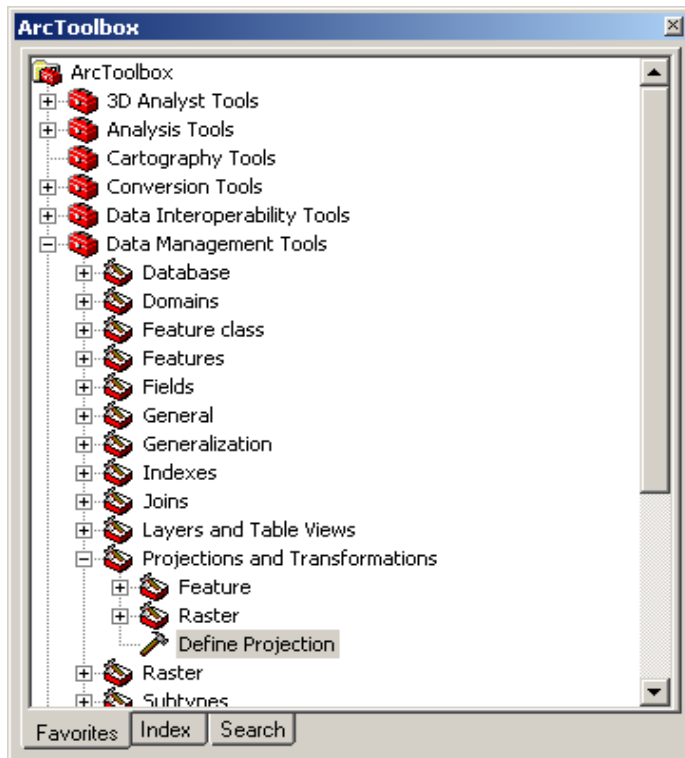 ArcToolbox
ArcToolbox
3D Analyst Tools
Analysis Tools
Cartography Tools
Conversion Tools
Data Interoperability Tools
Data Management Tools
Database
Domains
Feature class
Features
Fields
General
Generalization
Indexes
Joins
Layers and Table Views
Projections and Transformations
Feature
Raster
Define Projection
Raster
Subtypes
Favorites Index Search